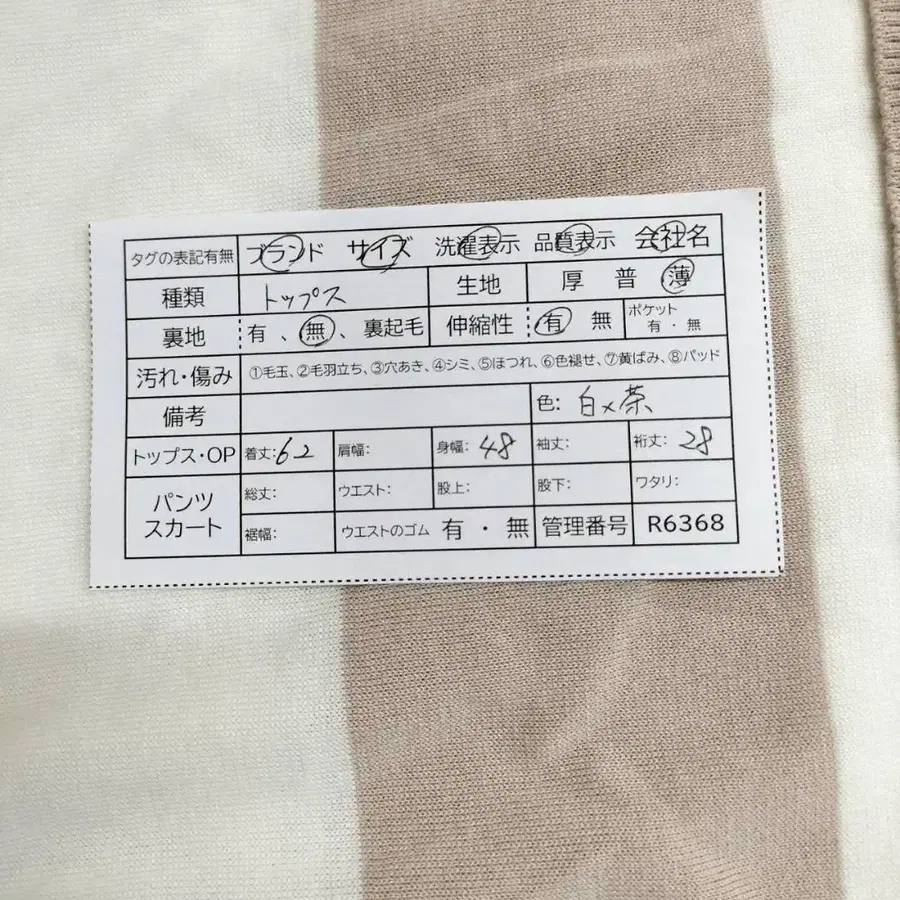 タグの表記有無 ブランド サイズ 洗濯表示 品質表示 会社名
種類 トップス 生地 厚 普 薄
裏地 有、無、裏起毛 伸縮性 有 無 ポケット 有・無
汚れ・傷み ①毛玉、②毛羽立ち、③穴あき、④シミ、⑤ほつれ、⑥色褪せ、⑦黄ばみ、⑧パッド
備考 色: 白×茶
トップス・OP 着丈:62 肩幅: 身幅: 48 袖丈: 裄丈: 28
パンツ スカート 総丈: ウエスト: 股上: 股下: ワタリ:
裾幅: ウエストのゴム 有・無 管理番号 R6368